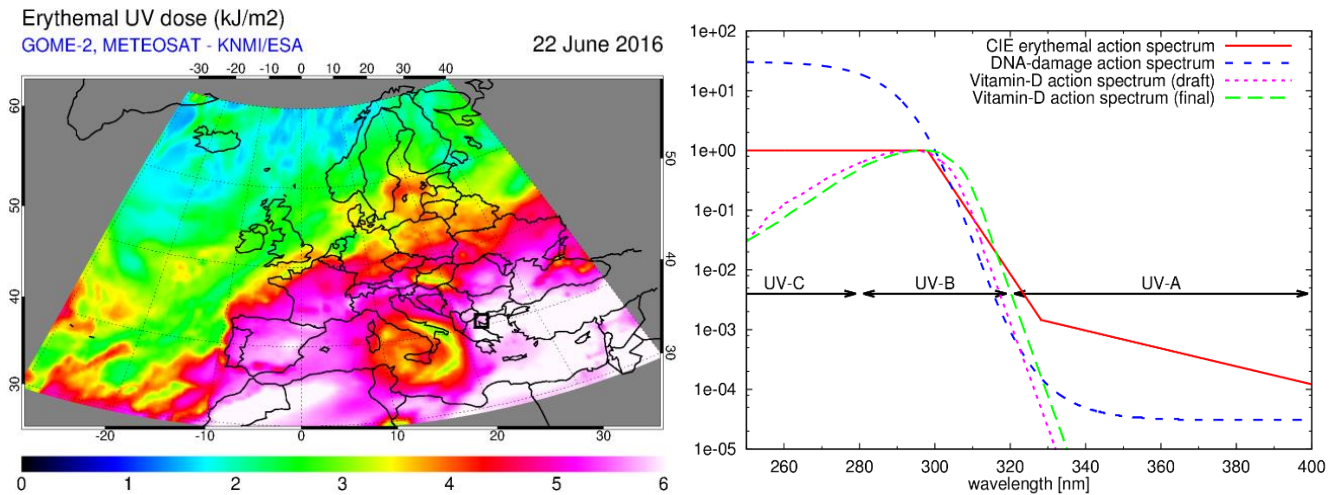 Erythemal UV dose (kJ/m2)
GOME-2, METEOSAT - KNMI/ESA
22 June 2016
-30 -20 -10 0 10 20 30 40
60
50
40
30
50
40
30
-20 -10 0 10 20 30
0 1 2 3 4 5 6
CIE erythemal action spectrum
DNA-damage action spectrum
Vitamin-D action spectrum (draft)
Vitamin-D action spectrum (final)
1e+02
1e+01
1e+00
1e-01
1e-02
1e-03
1e-04
1e-05
UV-C
UV-B
UV-A
260 280 300 320 340 360 380 400
wavelength [nm]